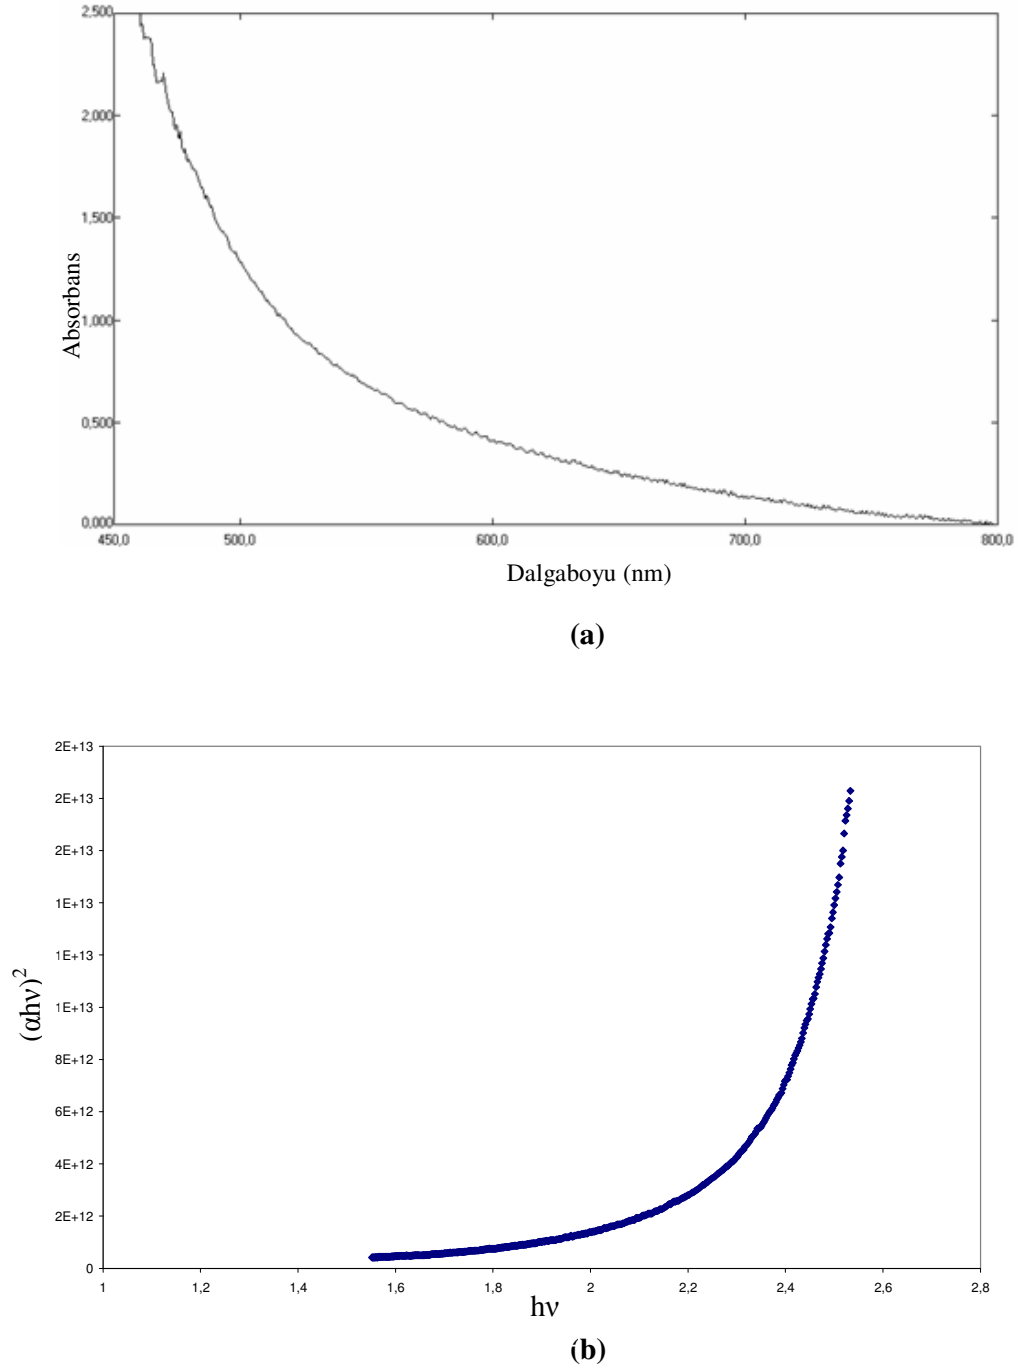 2,500
2,000
1,500
1,000
0,500
0,000
Absorbans
450,0 500,0 600,0 700,0 800,0
Dalgaboyu (nm)
(a)
2E+13
2E+13
2E+13
1E+13
1E+13
1E+13
8E+12
6E+12
4E+12
2E+12
0
(αhν)²
1 1,2 1,4 1,6 1,8 2 2,2 2,4 2,6 2,8
hν
(b)